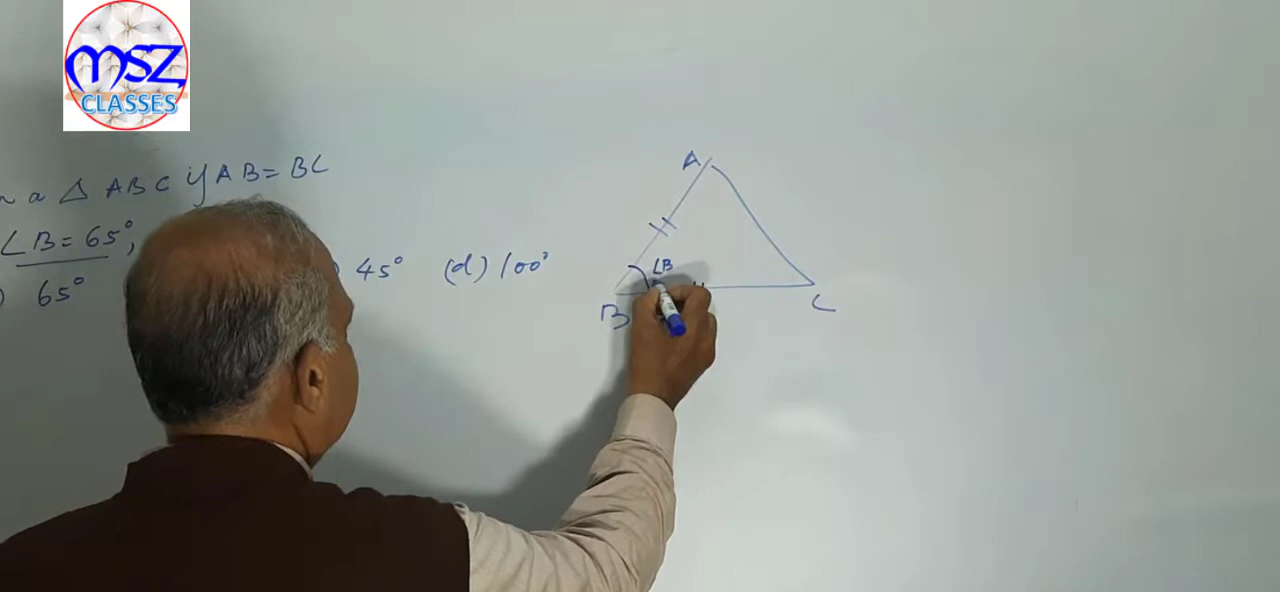 MSZ
CLASSES
a △ ABC if AB = BC
∠B = 65°,
65°
45° (d) 100°
A
∠B
B
C